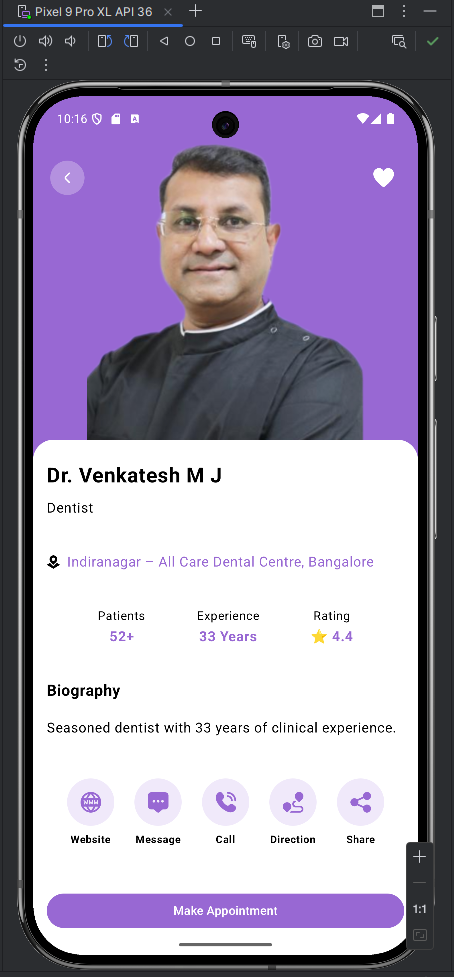 Pixel 9 Pro XL API 36
10:16
Dr. Venkatesh M J
Dentist
Indiranagar – All Care Dental Centre, Bangalore
Patients Experience Rating
52+ 33 Years ⭐ 4.4
Biography
Seasoned dentist with 33 years of clinical experience.
WWW
Website Message Call Direction Share
1:1
Make Appointment